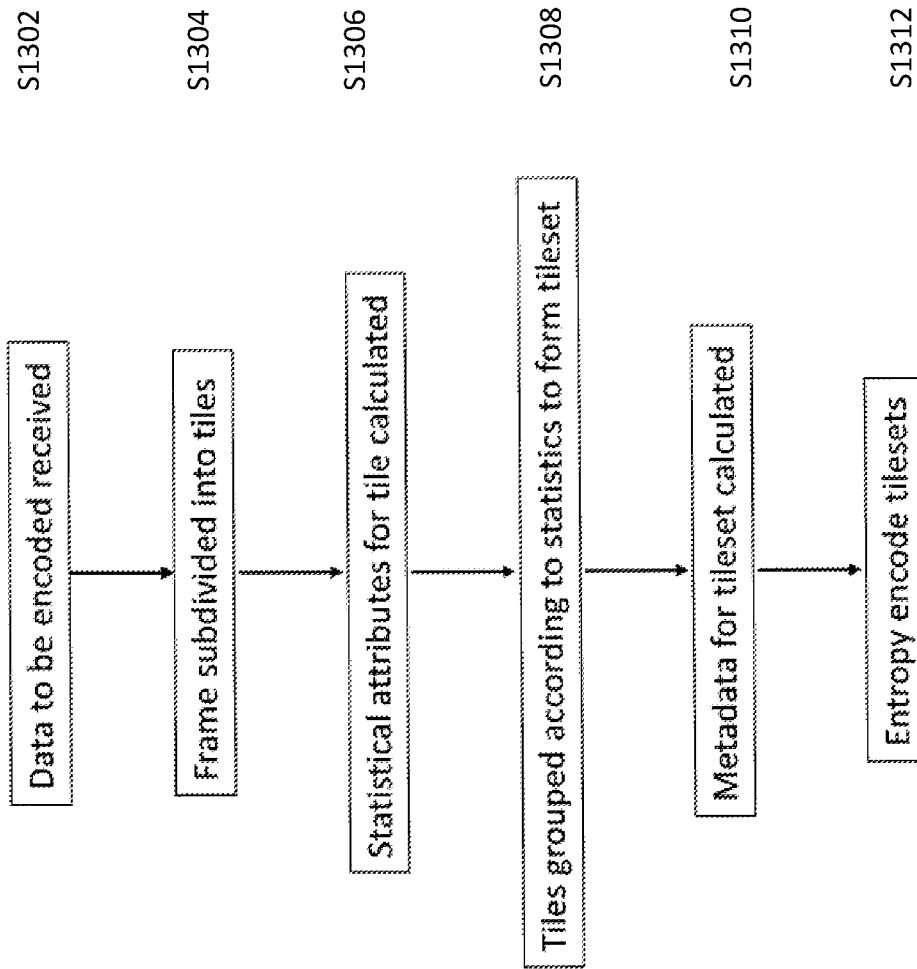 Data to be encoded received
S1302
Frame subdivided into tiles
S1304
Statistical attributes for tile calculated
S1306
Tiles grouped according to statistics to form tileset
S1308
Metadata for tileset calculated
S1310
Entropy encode tilesets
S1312